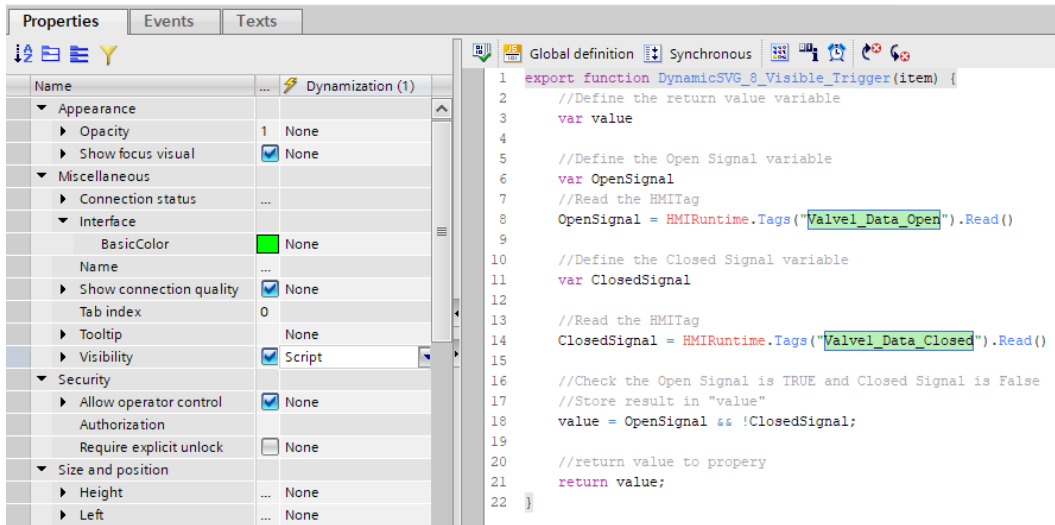 Properties Events Texts
Global definition Synchronous
Name ... Dynamization (1)
Appearance
Opacity 1 None
Show focus visual None
Miscellaneous
Connection status ...
Interface
BasicColor None
Name ...
Show connection quality None
Tab index 0
Tooltip None
Visibility Script
Security
Allow operator control None
Authorization
Require explicit unlock None
Size and position
Height ... None
Left ... None
1 export function DynamicSVG_8_Visible_Trigger(item) {
2 //Define the return value variable
3 var value
4
5 //Define the Open Signal variable
6 var OpenSignal
7 //Read the HMITag
8 OpenSignal = HMIRuntime.Tags("Valve1_Data_Open").Read()
9
10 //Define the Closed Signal variable
11 var ClosedSignal
12
13 //Read the HMITag
14 ClosedSignal = HMIRuntime.Tags("Valve1_Data_Closed").Read()
15
16 //Check the Open Signal is TRUE and Closed Signal is False
17 //Store result in "value"
18 value = OpenSignal && !ClosedSignal;
19
20 //return value to propery
21 return value;
22 }